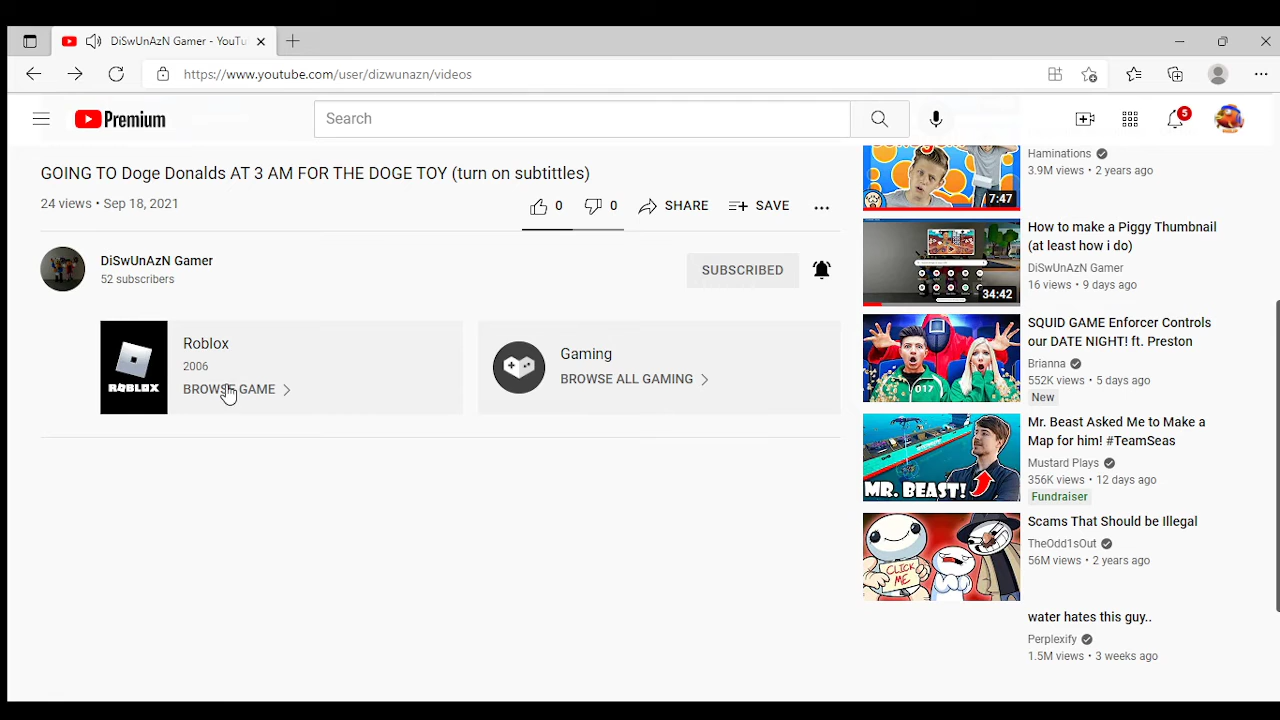 DiSwUnAzN Gamer - YouTu
https://www.youtube.com/user/dizwunazn/videos
Premium
Search
5
GOING TO Doge Donalds AT 3 AM FOR THE DOGE TOY (turn on subtittles)
24 views • Sep 18, 2021
0
0
SHARE
SAVE
DiSwUnAzN Gamer
52 subscribers
SUBSCRIBED
ROBLOX
Roblox
2006
BROWSE GAME
Gaming
BROWSE ALL GAMING
7:47
Haminations
3.9M views • 2 years ago
34:42
How to make a Piggy Thumbnail
(at least how i do)
DiSwUnAzN Gamer
16 views • 9 days ago
017
SQUID GAME Enforcer Controls
our DATE NIGHT! ft. Preston
Brianna
552K views • 5 days ago
New
MR. BEAST!
Mr. Beast Asked Me to Make a
Map for him! #TeamSeas
Mustard Plays
356K views • 12 days ago
Fundraiser
CLICK
ME
Scams That Should be Illegal
TheOdd1sOut
56M views • 2 years ago
water hates this guy..
Perplexify
1.5M views • 3 weeks ago